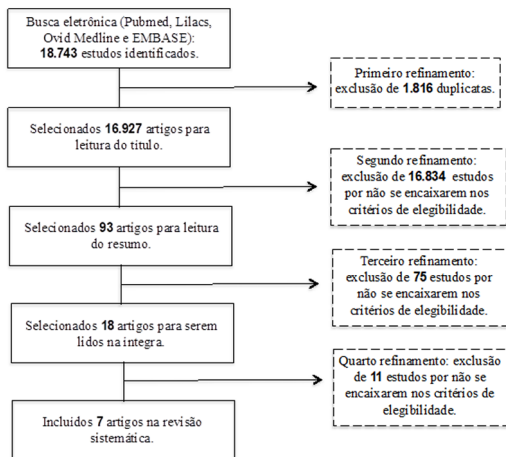 Busca eletrônica (Pubmed, Lilacs,
Ovid Medline e EMBASE):
18.743 estudos identificados.
Primeiro refinamento:
exclusão de 1.816 duplicatas.
Selecionados 16.927 artigos para
leitura do titulo.
Segundo refinamento:
exclusão de 16.834 estudos
por não se encaixarem nos
critérios de elegibilidade.
Selecionados 93 artigos para leitura
do resumo.
Terceiro refinamento:
exclusão de 75 estudos por
não se encaixarem nos
critérios de elegibilidade.
Selecionados 18 artigos para serem
lidos na integra.
Quarto refinamento: exclusão
de 11 estudos por não se
encaixarem nos critérios de
elegibilidade.
Incluidos 7 artigos na revisão
sistemática.